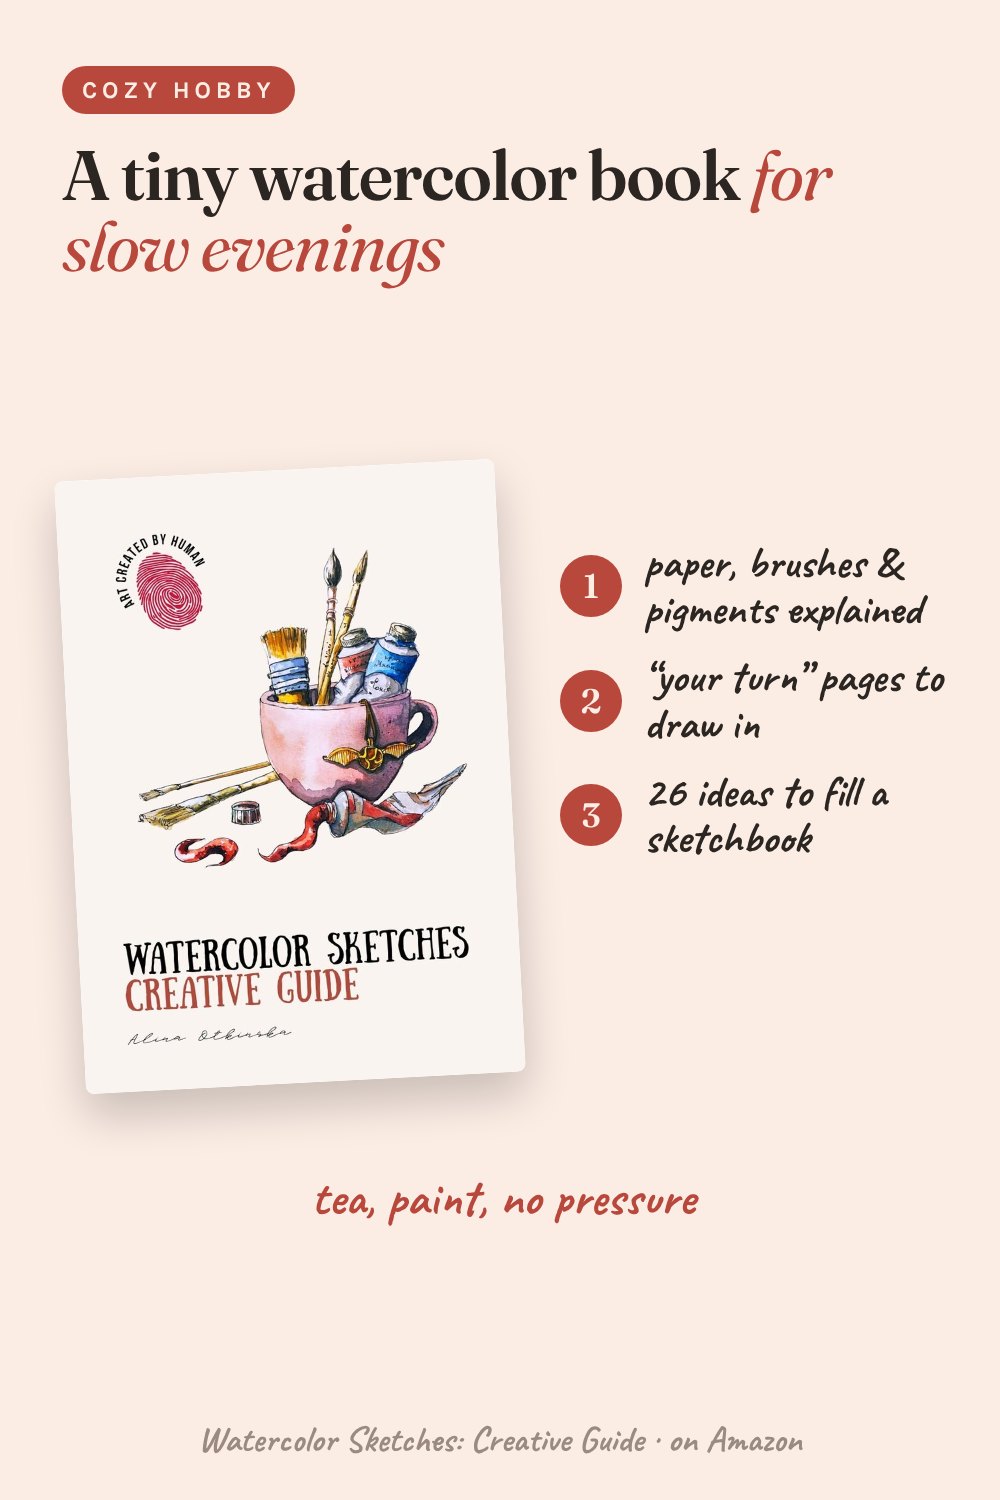 COZY HOBBY
A tiny watercolor book for
slow evenings
ART CREATED BY HUMAN
WATERCOLOR SKETCHES
CREATIVE GUIDE
Alina Otkinska
1 paper, brushes &
pigments explained
2 “your turn” pages to
draw in
3 26 ideas to fill a
sketchbook
tea, paint, no pressure
Watercolor Sketches: Creative Guide · on Amazon